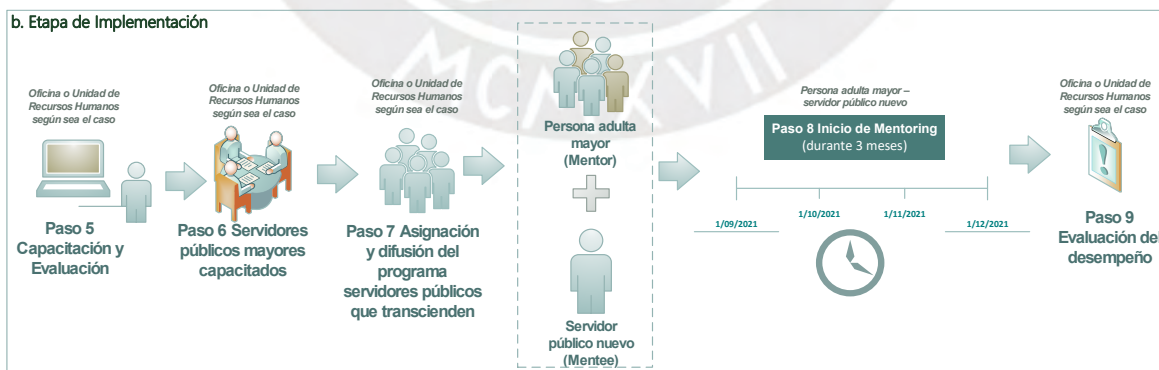 b. Etapa de Implementación
Oficina o Unidad de
Recursos Humanos
según sea el caso
Paso 5
Capacitación y
Evaluación
Oficina o Unidad de
Recursos Humanos
según sea el caso
Paso 6 Servidores
públicos mayores
capacitados
Oficina o Unidad de
Recursos Humanos
según sea el caso
Paso 7 Asignación
y difusión del
programa
servidores públicos
que transcienden
Persona adulta
mayor
(Mentor)
Servidor
público nuevo
(Mentee)
Persona adulta mayor –
servidor público nuevo
Paso 8 Inicio de Mentoring
(durante 3 meses)
1/09/2021
1/10/2021
1/11/2021
1/12/2021
Oficina o Unidad de
Recursos Humanos
según sea el caso
Paso 9
Evaluación del
desempeño
MCMXVII